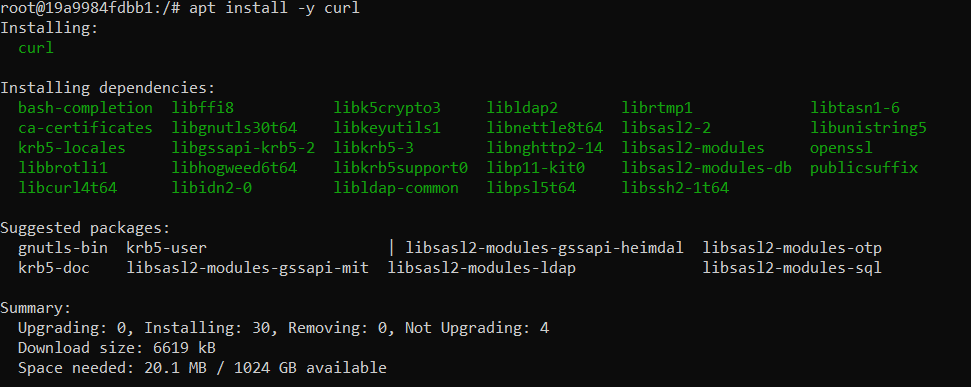 root@19a9984fdbb1:/# apt install -y curl
Installing:
  curl

Installing dependencies:
  bash-completion  libffi8           libk5crypto3     libldap2        librtmp1            libtasn1-6
  ca-certificates  libgnutls30t64    libkeyutils1     libnettle8t64   libsasl2-2          libunistring5
  krb5-locales     libgssapi-krb5-2  libkrb5-3        libnghttp2-14   libsasl2-modules    openssl
  libbrotli1       libhogweed6t64    libkrb5support0  libp11-kit0     libsasl2-modules-db publicsuffix
  libcurl4t64      libidn2-0         libldap-common   libpsl5t64      libssh2-1t64

Suggested packages:
  gnutls-bin  krb5-user                    | libsasl2-modules-gssapi-heimdal  libsasl2-modules-otp
  krb5-doc    libsasl2-modules-gssapi-mit  libsasl2-modules-ldap              libsasl2-modules-sql

Summary:
  Upgrading: 0, Installing: 30, Removing: 0, Not Upgrading: 4
  Download size: 6619 kB
  Space needed: 20.1 MB / 1024 GB available